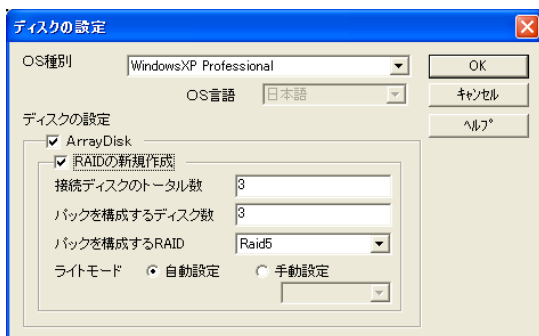 ディスクの設定
OS種別 WindowsXP Professional OK
OS言語 日本語 キャンセル
ディスクの設定 ヘルプ
ArrayDisk
RAIDの新規作成
接続ディスクのトータル数 3
パックを構成するディスク数 3
パックを構成するRAID Raid5
ライトモード 自動設定 手動設定